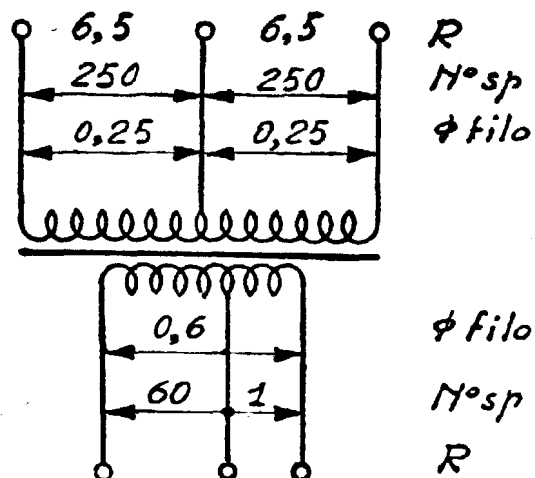 6,5 6,5 R
250 250 N° sp
0,25 0,25 φ filo
0,6 φ filo
60 1 N° sp
R